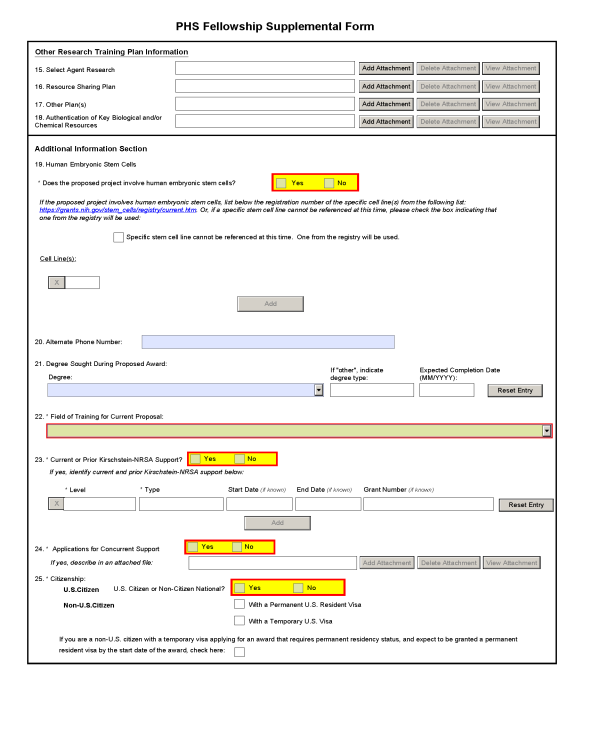 PHS Fellowship Supplemental Form
Other Research Training Plan Information
15. Select Agent Research Add Attachment Delete Attachment View Attachment
16. Resource Sharing Plan Add Attachment Delete Attachment View Attachment
17. Other Plan(s) Add Attachment Delete Attachment View Attachment
18. Authentication of Key Biological and/or
Chemical Resources Add Attachment Delete Attachment View Attachment
Additional Information Section
19. Human Embryonic Stem Cells
* Does the proposed project involve human embryonic stem cells? Yes No
If the proposed project involves human embryonic stem cells, list below the registration number of the specific cell line(s) from the following list:
https://grants.nih.gov/stem_cells/registry/current.htm. Or, if a specific stem cell line cannot be referenced at this time, please check the box indicating that
one from the registry will be used:
Specific stem cell line cannot be referenced at this time. One from the registry will be used.
Cell Line(s):
X
Add
20. Alternate Phone Number:
21. Degree Sought During Proposed Award:
Degree: If "other", indicate degree type: Expected Completion Date (MM/YYYY):
Reset Entry
22. * Field of Training for Current Proposal:
23. * Current or Prior Kirschstein-NRSA Support? Yes No
If yes, identify current and prior Kirschstein-NRSA support below:
* Level * Type Start Date (if known) End Date (if known) Grant Number (if known)
X Reset Entry
Add
24. * Applications for Concurrent Support Yes No
If yes, describe in an attached file: Add Attachment Delete Attachment View Attachment
25. * Citizenship:
U.S.Citizen U.S. Citizen or Non-Citizen National? Yes No
Non-U.S.Citizen With a Permanent U.S. Resident Visa
With a Temporary U.S. Visa
If you are a non-U.S. citizen with a temporary visa applying for an award that requires permanent residency status, and expect to be granted a permanent
resident visa by the start date of the award, check here: